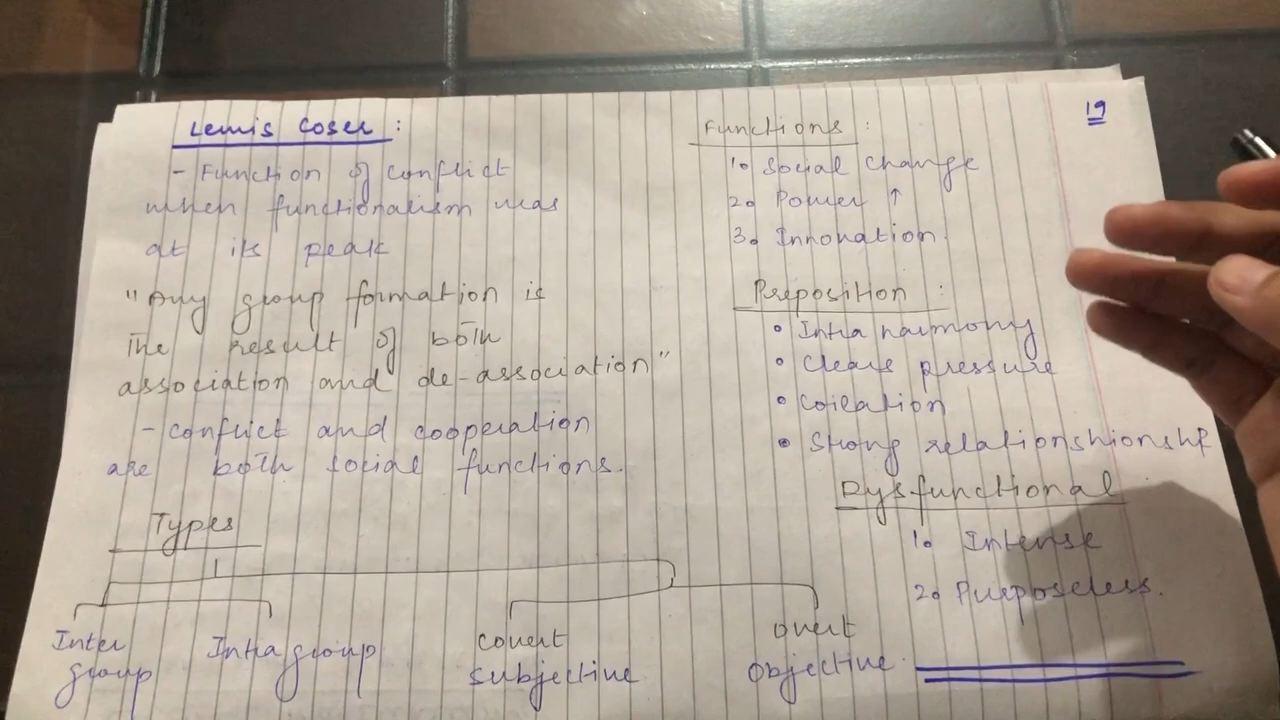 Lewis Coser :
- Function of conflict
when functionalism was
at its peak
"Any group formation is
the result of both
association and de-association"
- conflict and cooperation
are both social functions.
Types
Inter
group
Intra group
covert
subjective
overt
objective
19
Functions :
1. Social change
2. Power ↑
3. Innovation.
Preposition :
• Intra harmony
• Cleave pressure
• Coilation
• Strong relationshionship
Dysfunctional
1. Intense
2. Purposeless.